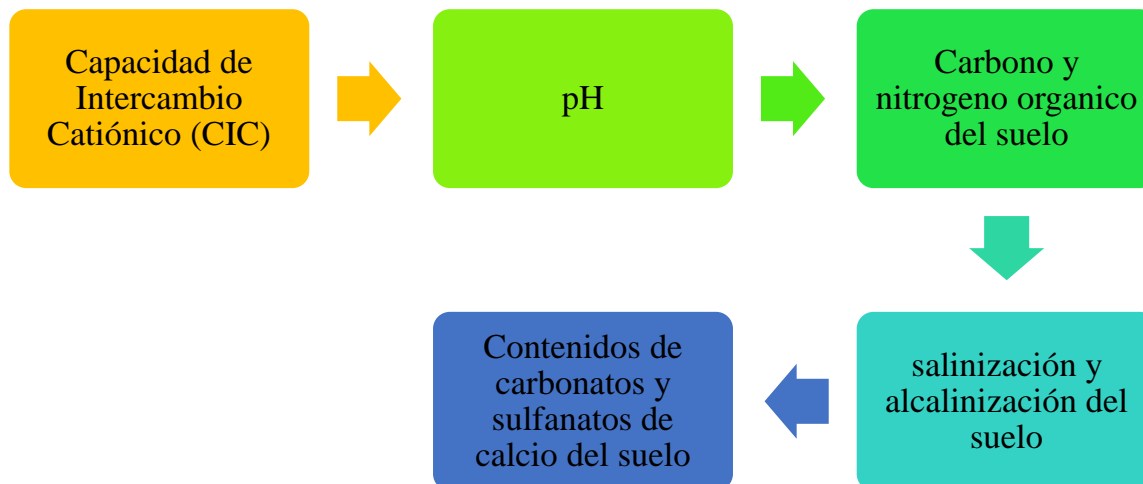 Capacidad de
Intercambio
Catiónico (CIC)
pH
Carbono y
nitrogeno organico
del suelo
salinización y
alcalinización del
suelo
Contenidos de
carbonatos y
sulfanatos de
calcio del suelo